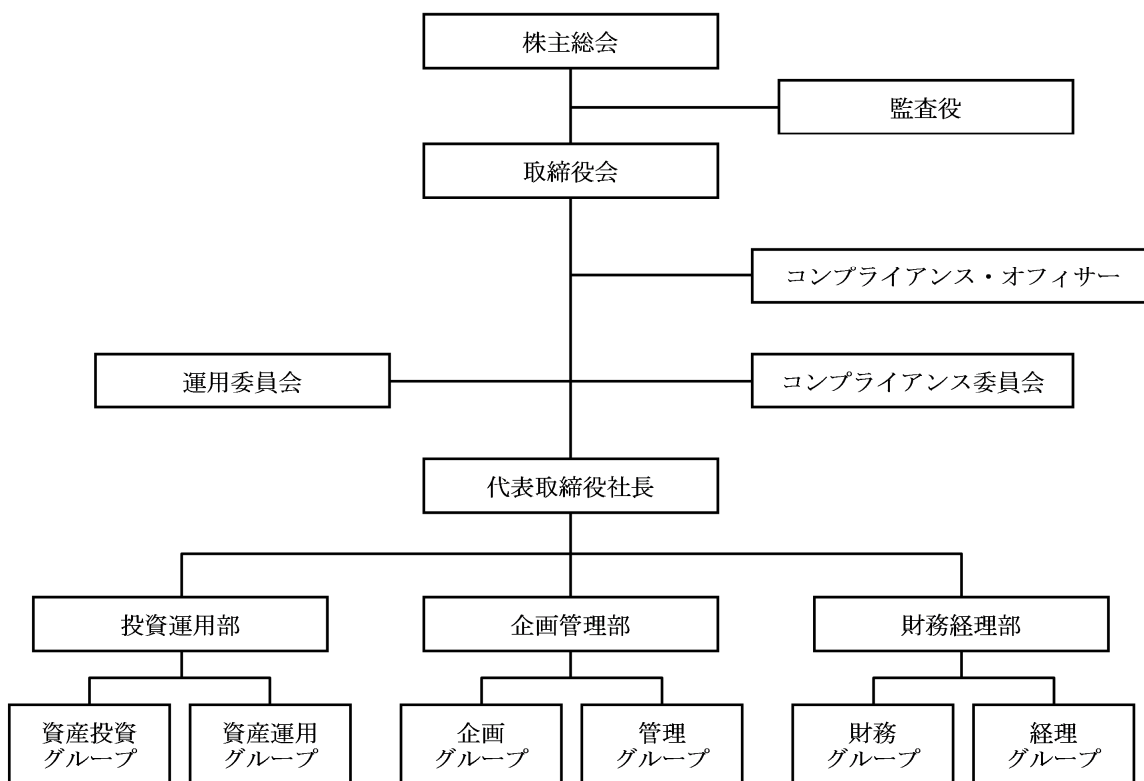 株主総会
監査役
取締役会
コンプライアンス・オフィサー
運用委員会
コンプライアンス委員会
代表取締役社長
投資運用部
企画管理部
財務経理部
資産投資
グループ
資産運用
グループ
企画
グループ
管理
グループ
財務
グループ
経理
グループ